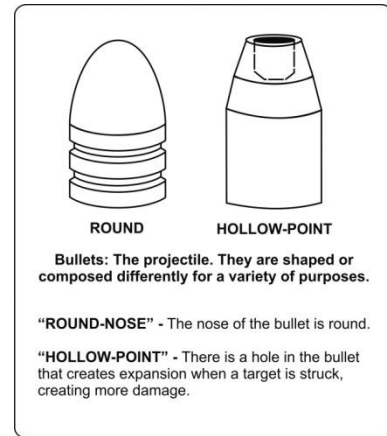 ROUND
HOLLOW-POINT
Bullets: The projectile. They are shaped or
composed differently for a variety of purposes.
“ROUND-NOSE” - The nose of the bullet is round.
“HOLLOW-POINT” - There is a hole in the bullet
that creates expansion when a target is struck,
creating more damage.